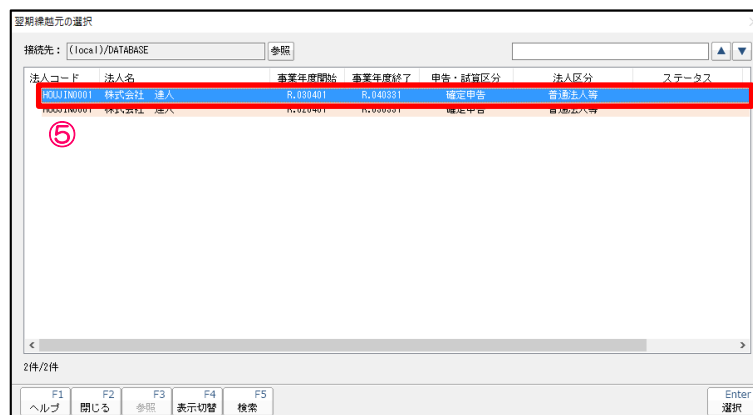 翌期繰越元の選択
接続先： (local)/DATABASE 参照
法人コード 法人名 事業年度開始 事業年度終了 申告・試算区分 法人区分 ステータス
HOUJIN0001 株式会社 達人 R.030401 R.040331 確定申告 普通法人等
HOUJIN0001 株式会社 達人 R.020401 R.030331 確定申告 普通法人等
⑤
2件/2件
F1 F2 F3 F4 F5 Enter
ヘルプ 閉じる 参照 表示切替 検索 選択